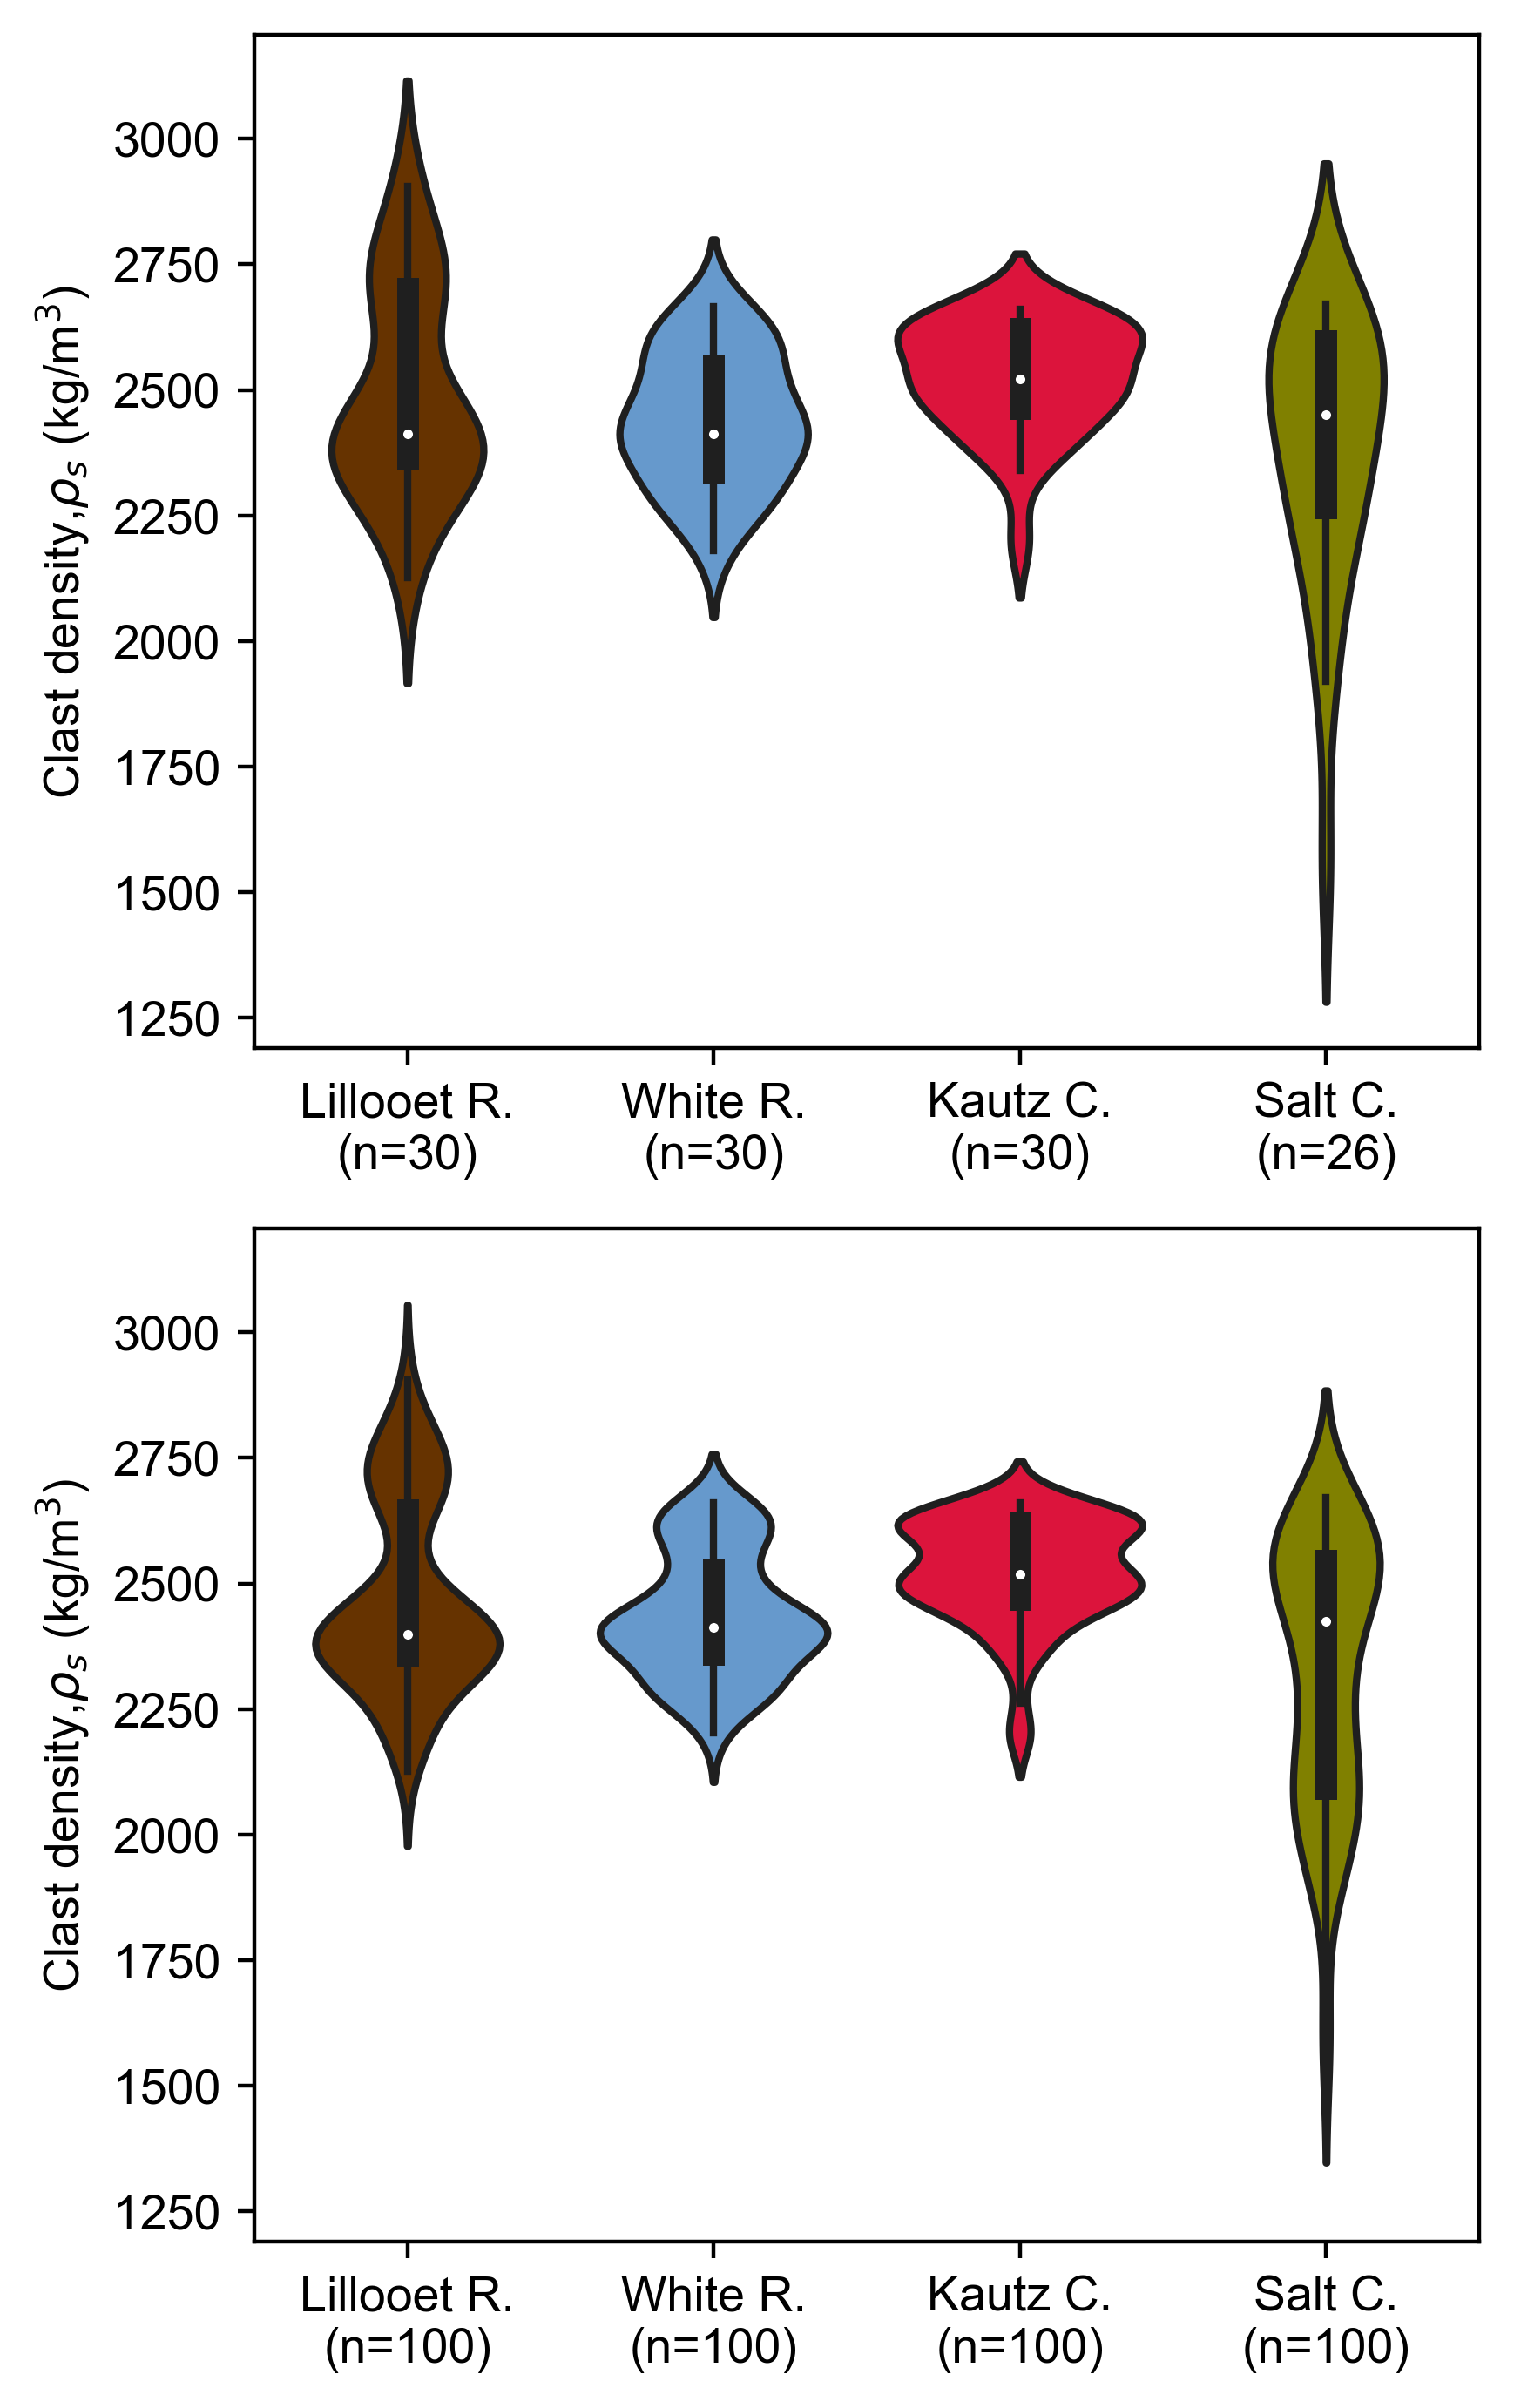 Clast density,ρₛ (kg/m³)
3000
2750
2500
2250
2000
1750
1500
1250
Lillooet R.
(n=30)
White R.
(n=30)
Kautz C.
(n=30)
Salt C.
(n=26)
Clast density,ρₛ (kg/m³)
3000
2750
2500
2250
2000
1750
1500
1250
Lillooet R.
(n=100)
White R.
(n=100)
Kautz C.
(n=100)
Salt C.
(n=100)